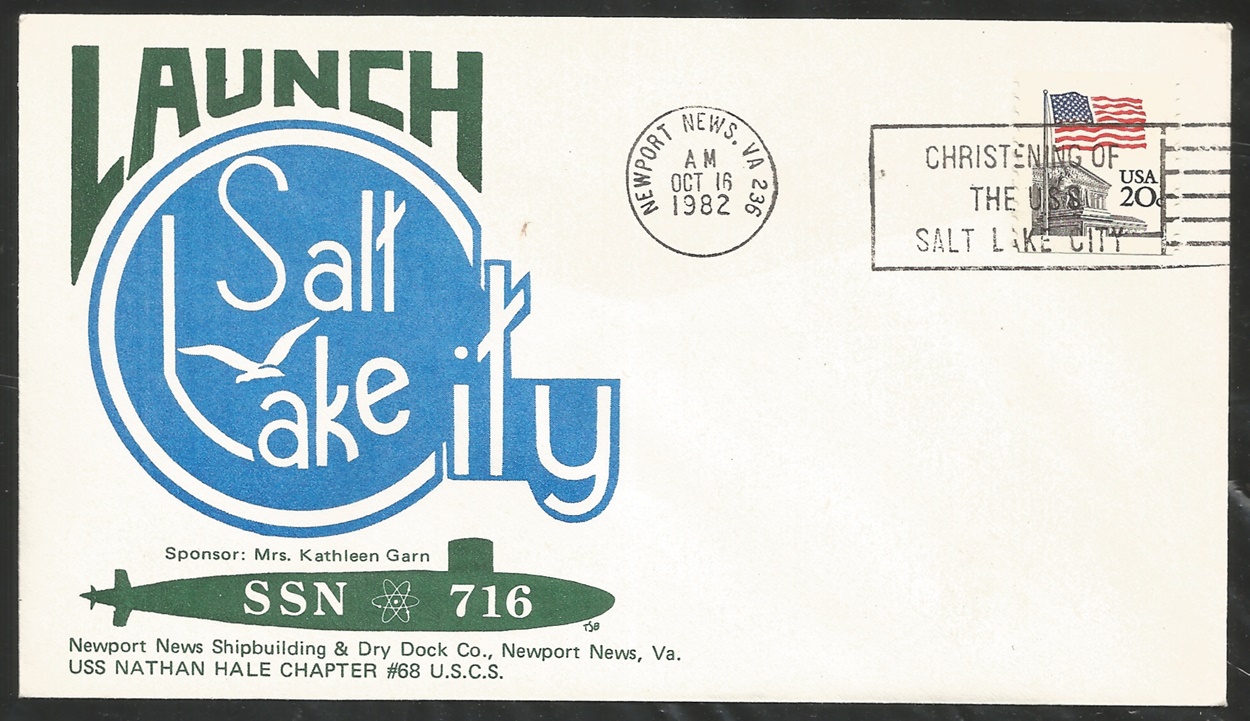 LAUNCH
Salt
Lake
City
Sponsor: Mrs. Kathleen Garn
SSN 716
TJB
Newport News Shipbuilding & Dry Dock Co., Newport News, Va.
USS NATHAN HALE CHAPTER #68 U.S.C.S.
NEWPORT NEWS, VA 236
AM
OCT 16
1982
CHRISTENING OF
THE USS
SALT LAKE CITY
USA
20c